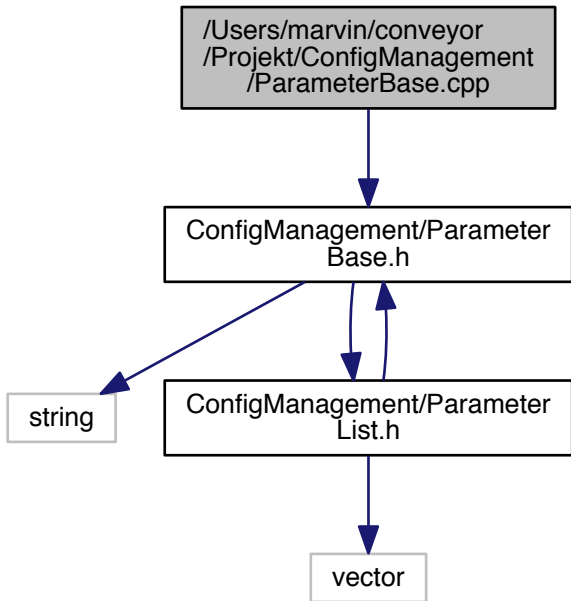 /Users/marvin/conveyor
/Projekt/ConfigManagement
/ParameterBase.cpp
ConfigManagement/Parameter
Base.h
string
ConfigManagement/Parameter
List.h
vector